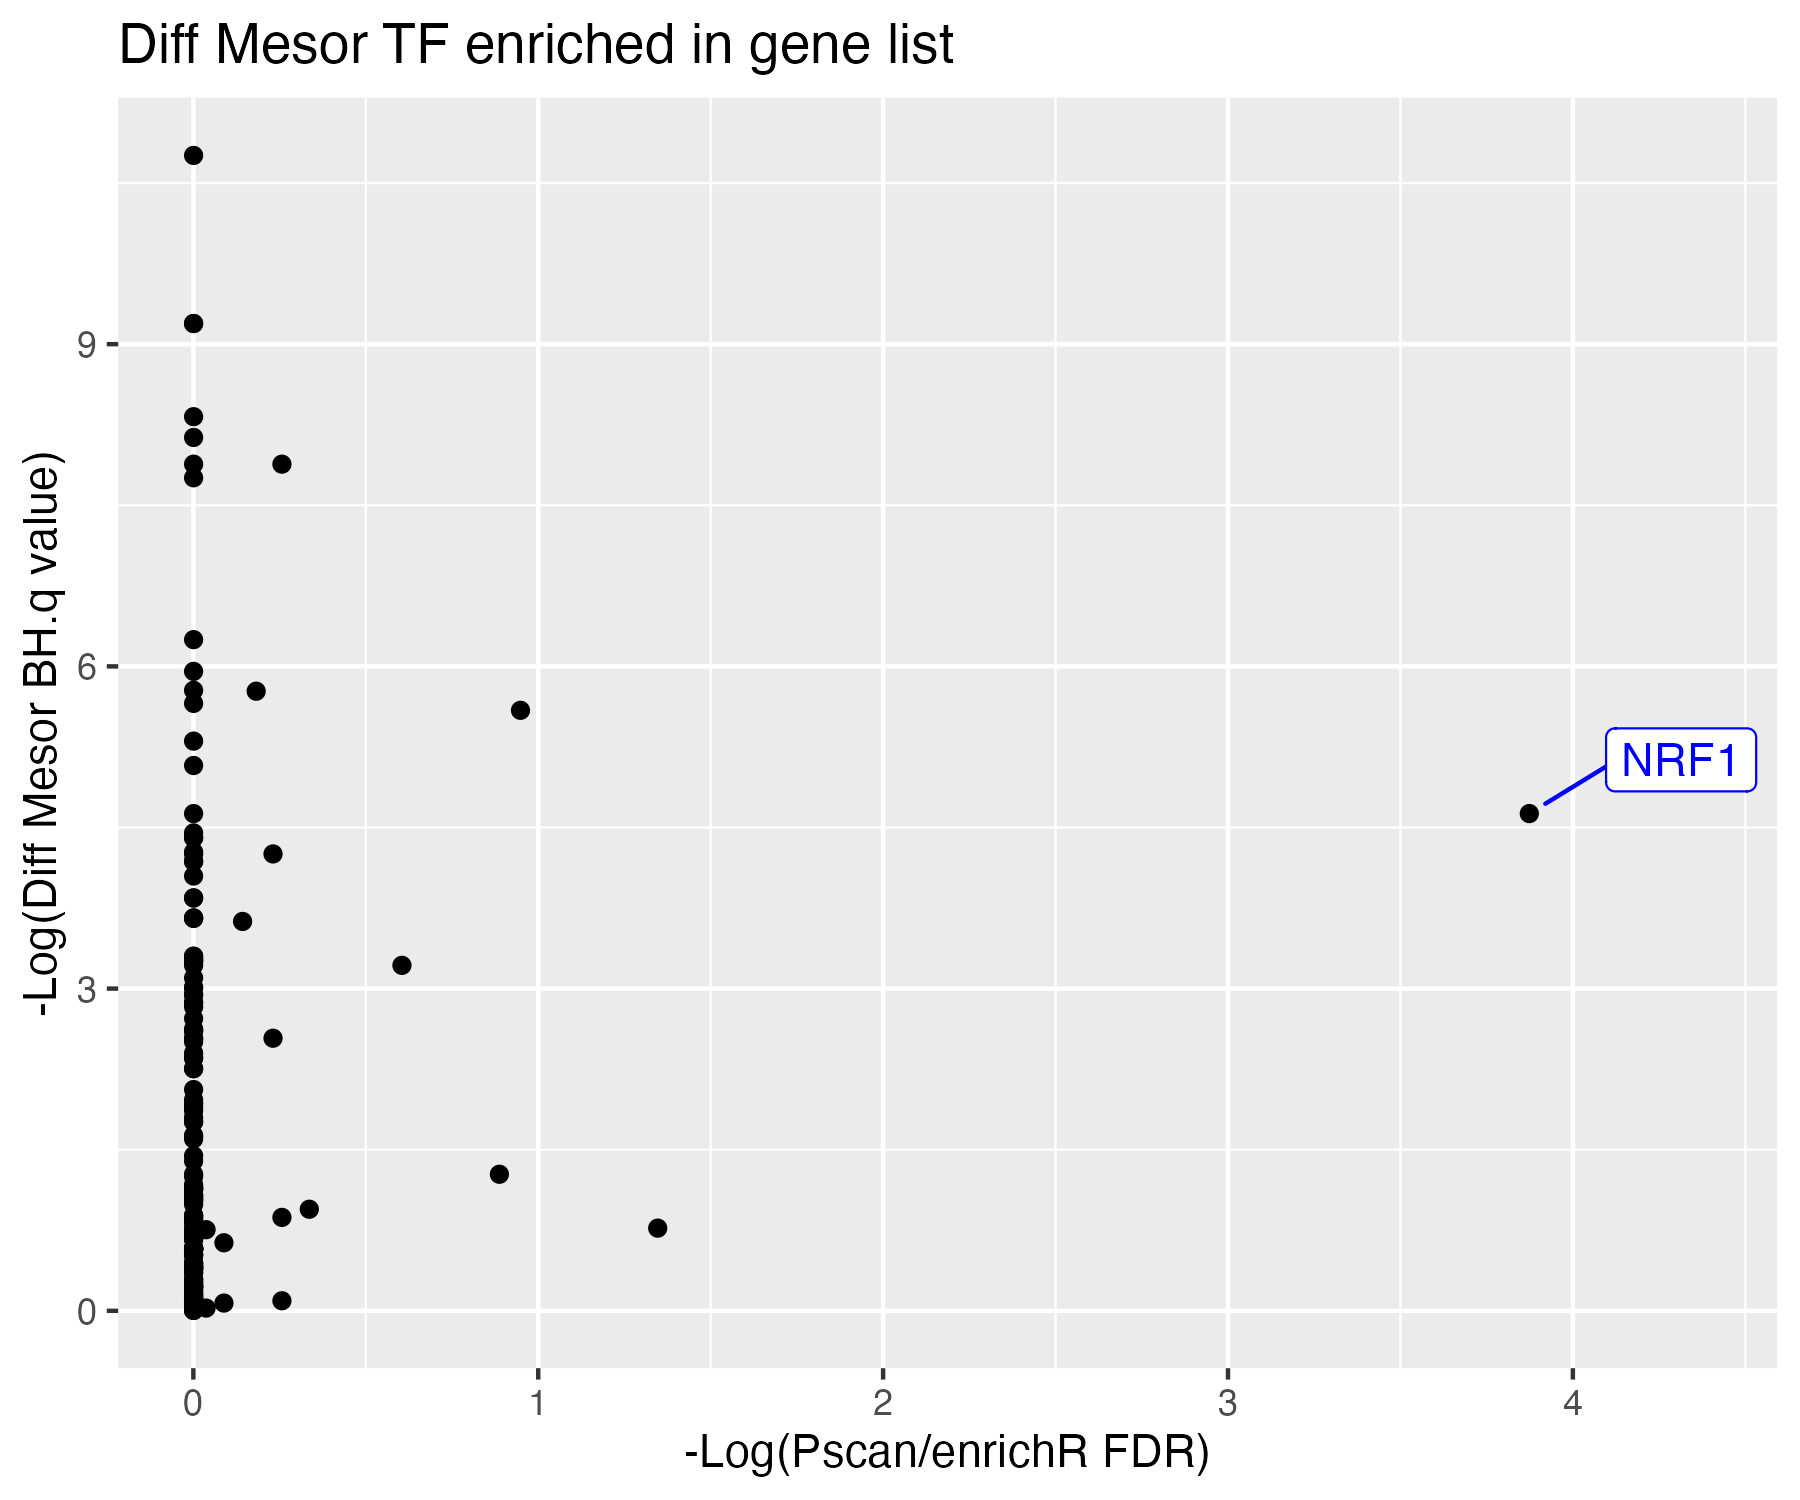 Diff Mesor TF enriched in gene list
-Log(Diff Mesor BH.q value)
9
6
3
0
NRF1
0 1 2 3 4
-Log(Pscan/enrichR FDR)